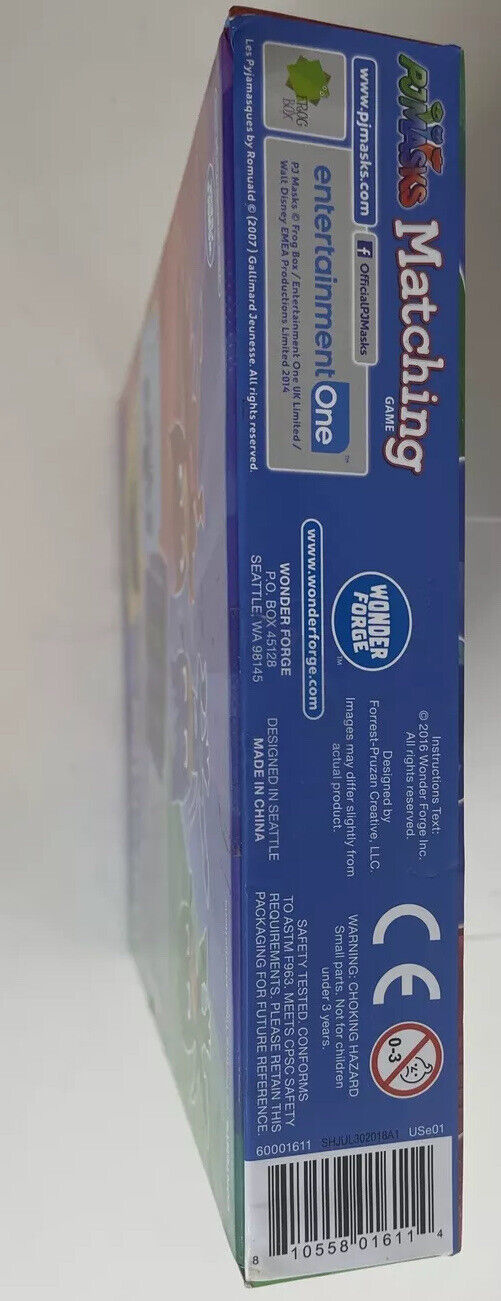 PJMASKS Matching
GAME
www.pjmasks.com
f OfficialPJMasks
FROG
BOX
entertainment One
TM
PJ Masks © Frog Box / Entertainment One UK Limited /
Walt Disney EMEA Productions Limited 2014
Les Pyjamasques by Romuald © (2007) Gallimard Jeunesse. All rights reserved.
WONDER
FORGE
TM
www.wonderforge.com
WONDER FORGE
P.O. BOX 45128
SEATTLE, WA 98145
Instructions Text:
© 2016 Wonder Forge Inc.
All rights reserved.
Designed by
Forrest-Pruzan Creative, LLC.
Images may differ slightly from
actual product.
DESIGNED IN SEATTLE
MADE IN CHINA
CE
0-3
WARNING: CHOKING HAZARD
Small parts. Not for children
under 3 years.
SAFETY TESTED. CONFORMS
TO ASTM F963. MEETS CPSC SAFETY
REQUIREMENTS. PLEASE RETAIN THIS
PACKAGING FOR FUTURE REFERENCE.
USe01
SHJUL302018A1
60001611
8 10558 01611 4